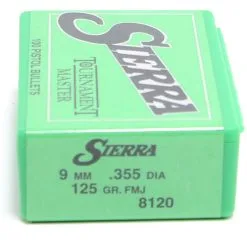 SIERRA
TOURNAMENT
MASTER
100 PISTOL BULLETS
SIERRA
9 MM .355 DIA
125 GR. FMJ
8120